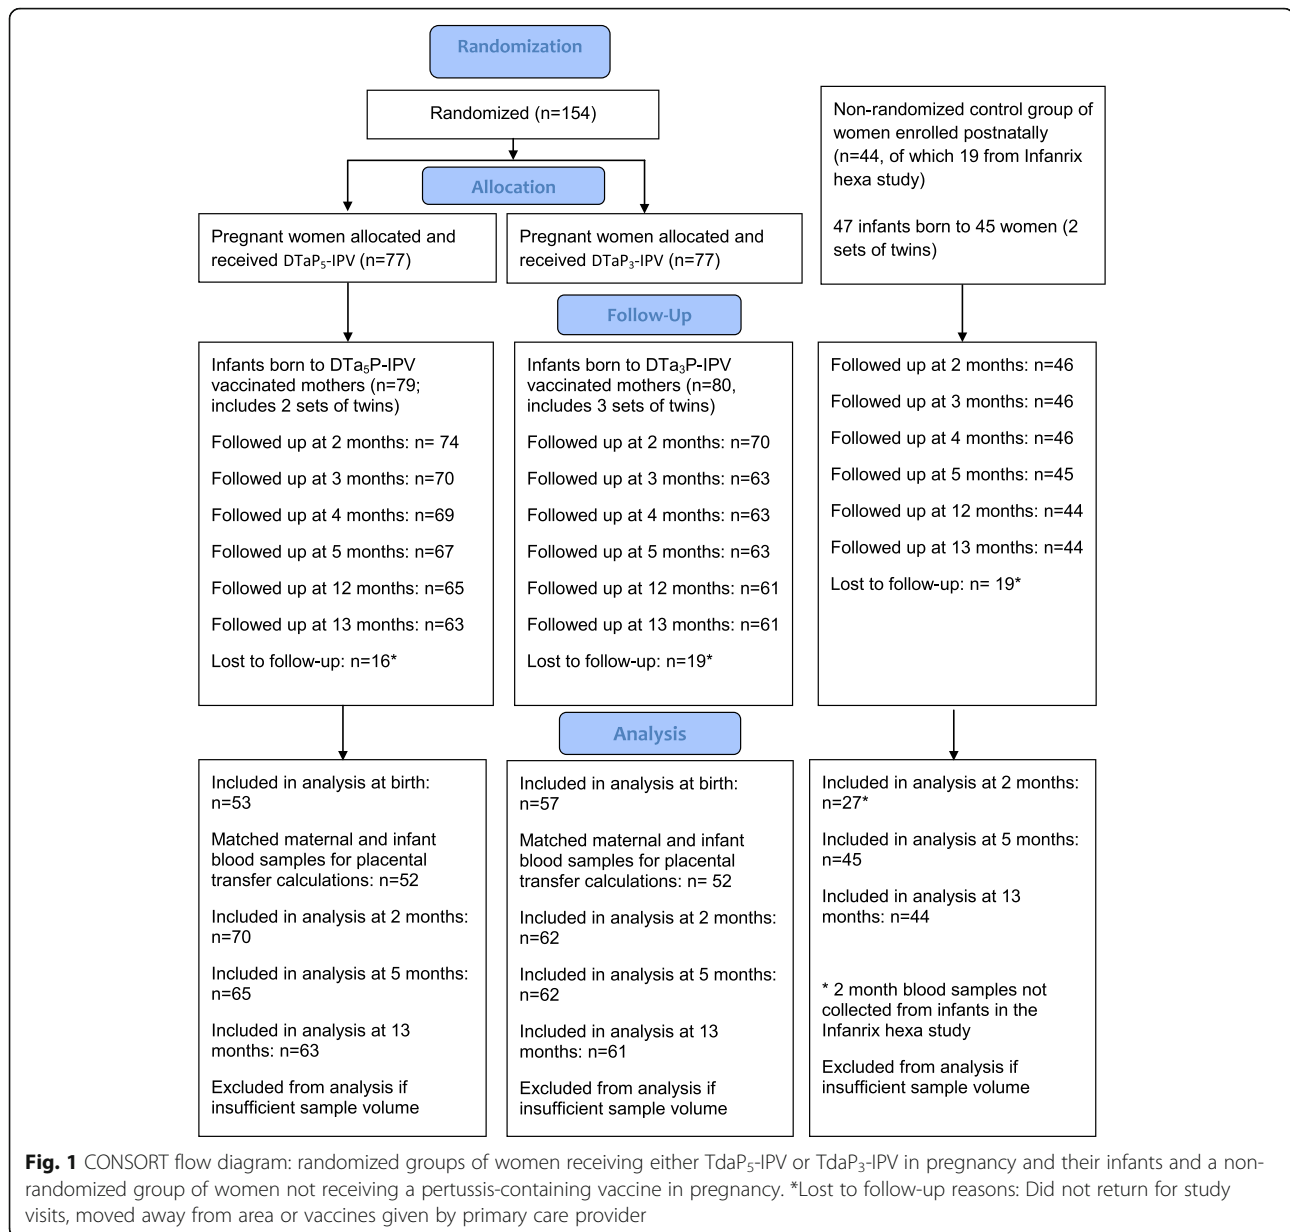 Randomization
Randomized (n=154)
Non-randomized control group of
women enrolled postnatally
(n=44, of which 19 from Infanrix
hexa study)
47 infants born to 45 women (2
sets of twins)
Allocation
Pregnant women allocated and
received DTaP₅-IPV (n=77)
Pregnant women allocated and
received DTaP₃-IPV (n=77)
Follow-Up
Infants born to DTa₅P-IPV
vaccinated mothers (n=79;
includes 2 sets of twins)
Followed up at 2 months: n= 74
Followed up at 3 months: n=70
Followed up at 4 months: n=69
Followed up at 5 months: n=67
Followed up at 12 months: n=65
Followed up at 13 months: n=63
Lost to follow-up: n=16*
Infants born to DTa₃P-IPV
vaccinated mothers (n=80,
includes 3 sets of twins)
Followed up at 2 months: n=70
Followed up at 3 months: n=63
Followed up at 4 months: n=63
Followed up at 5 months: n=63
Followed up at 12 months: n=61
Followed up at 13 months: n=61
Lost to follow-up: n=19*
Followed up at 2 months: n=46
Followed up at 3 months: n=46
Followed up at 4 months: n=46
Followed up at 5 months: n=45
Followed up at 12 months: n=44
Followed up at 13 months: n=44
Lost to follow-up: n= 19*
Analysis
Included in analysis at birth:
n=53
Matched maternal and infant
blood samples for placental
transfer calculations: n=52
Included in analysis at 2 months:
n=70
Included in analysis at 5 months:
n=65
Included in analysis at 13
months: n=63
Excluded from analysis if
insufficient sample volume
Included in analysis at birth:
n=57
Matched maternal and infant
blood samples for placental
transfer calculations: n= 52
Included in analysis at 2 months:
n=62
Included in analysis at 5 months:
n=62
Included in analysis at 13
months: n=61
Excluded from analysis if
insufficient sample volume
Included in analysis at 2 months:
n=27*
Included in analysis at 5 months:
n=45
Included in analysis at 13
months: n=44
* 2 month blood samples not
collected from infants in the
Infanrix hexa study
Excluded from analysis if
insufficient sample volume
Fig. 1 CONSORT flow diagram: randomized groups of women receiving either TdaP₅-IPV or TdaP₃-IPV in pregnancy and their infants and a non-
randomized group of women not receiving a pertussis-containing vaccine in pregnancy. *Lost to follow-up reasons: Did not return for study
visits, moved away from area or vaccines given by primary care provider